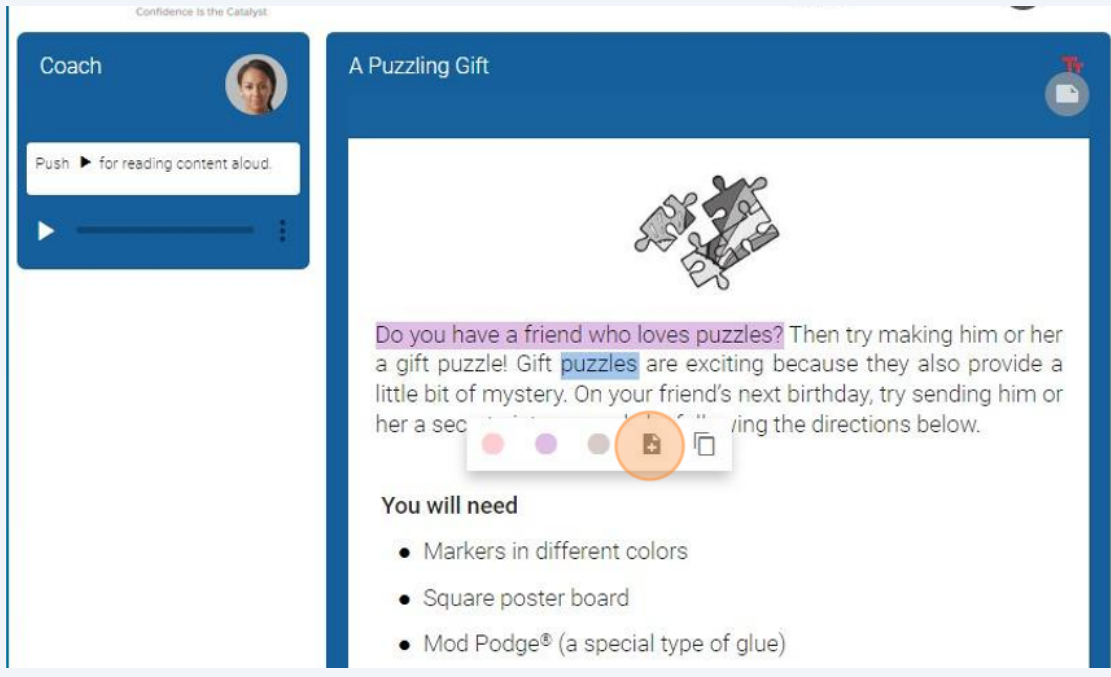 Confidence Is the Catalyst
Coach
Push ▶ for reading content aloud.
A Puzzling Gift
Tт
Do you have a friend who loves puzzles? Then try making him or her
a gift puzzle! Gift puzzles are exciting because they also provide a
little bit of mystery. On your friend's next birthday, try sending him or
her a sec ving the directions below.
You will need
● Markers in different colors
● Square poster board
● Mod Podge® (a special type of glue)